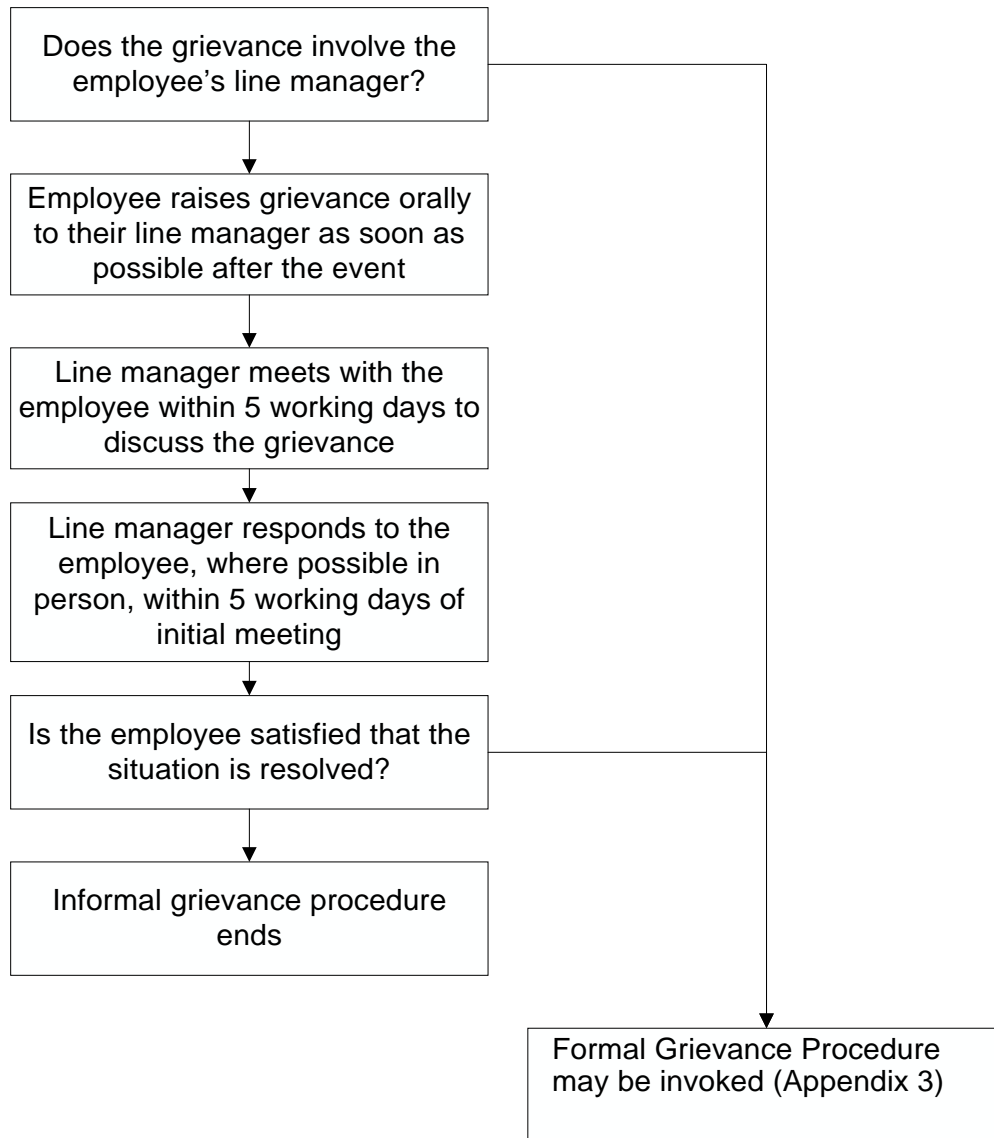 Does the grievance involve the
employee’s line manager?
Employee raises grievance orally
to their line manager as soon as
possible after the event
Line manager meets with the
employee within 5 working days to
discuss the grievance
Line manager responds to the
employee, where possible in
person, within 5 working days of
initial meeting
Is the employee satisfied that the
situation is resolved?
Informal grievance procedure
ends
Formal Grievance Procedure
may be invoked (Appendix 3)